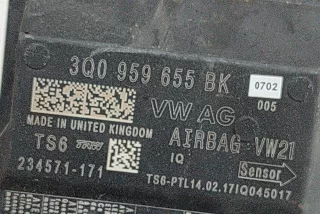 3Q0 959 655 BK
0702
005
VW AG
MADE IN UNITED KINGDOM
AIRBAG VW21
TS6 TRW
IQ
Sensor
234571-171
TS6-PTL14.02.17IQ045017